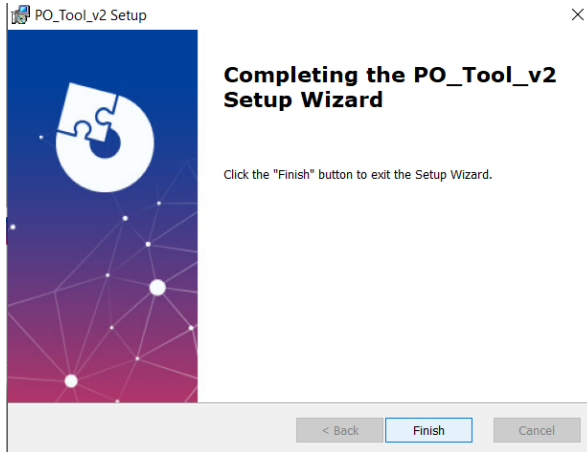 PO_Tool_v2 Setup
Completing the PO_Tool_v2
Setup Wizard
Click the "Finish" button to exit the Setup Wizard.
< Back
Finish
Cancel